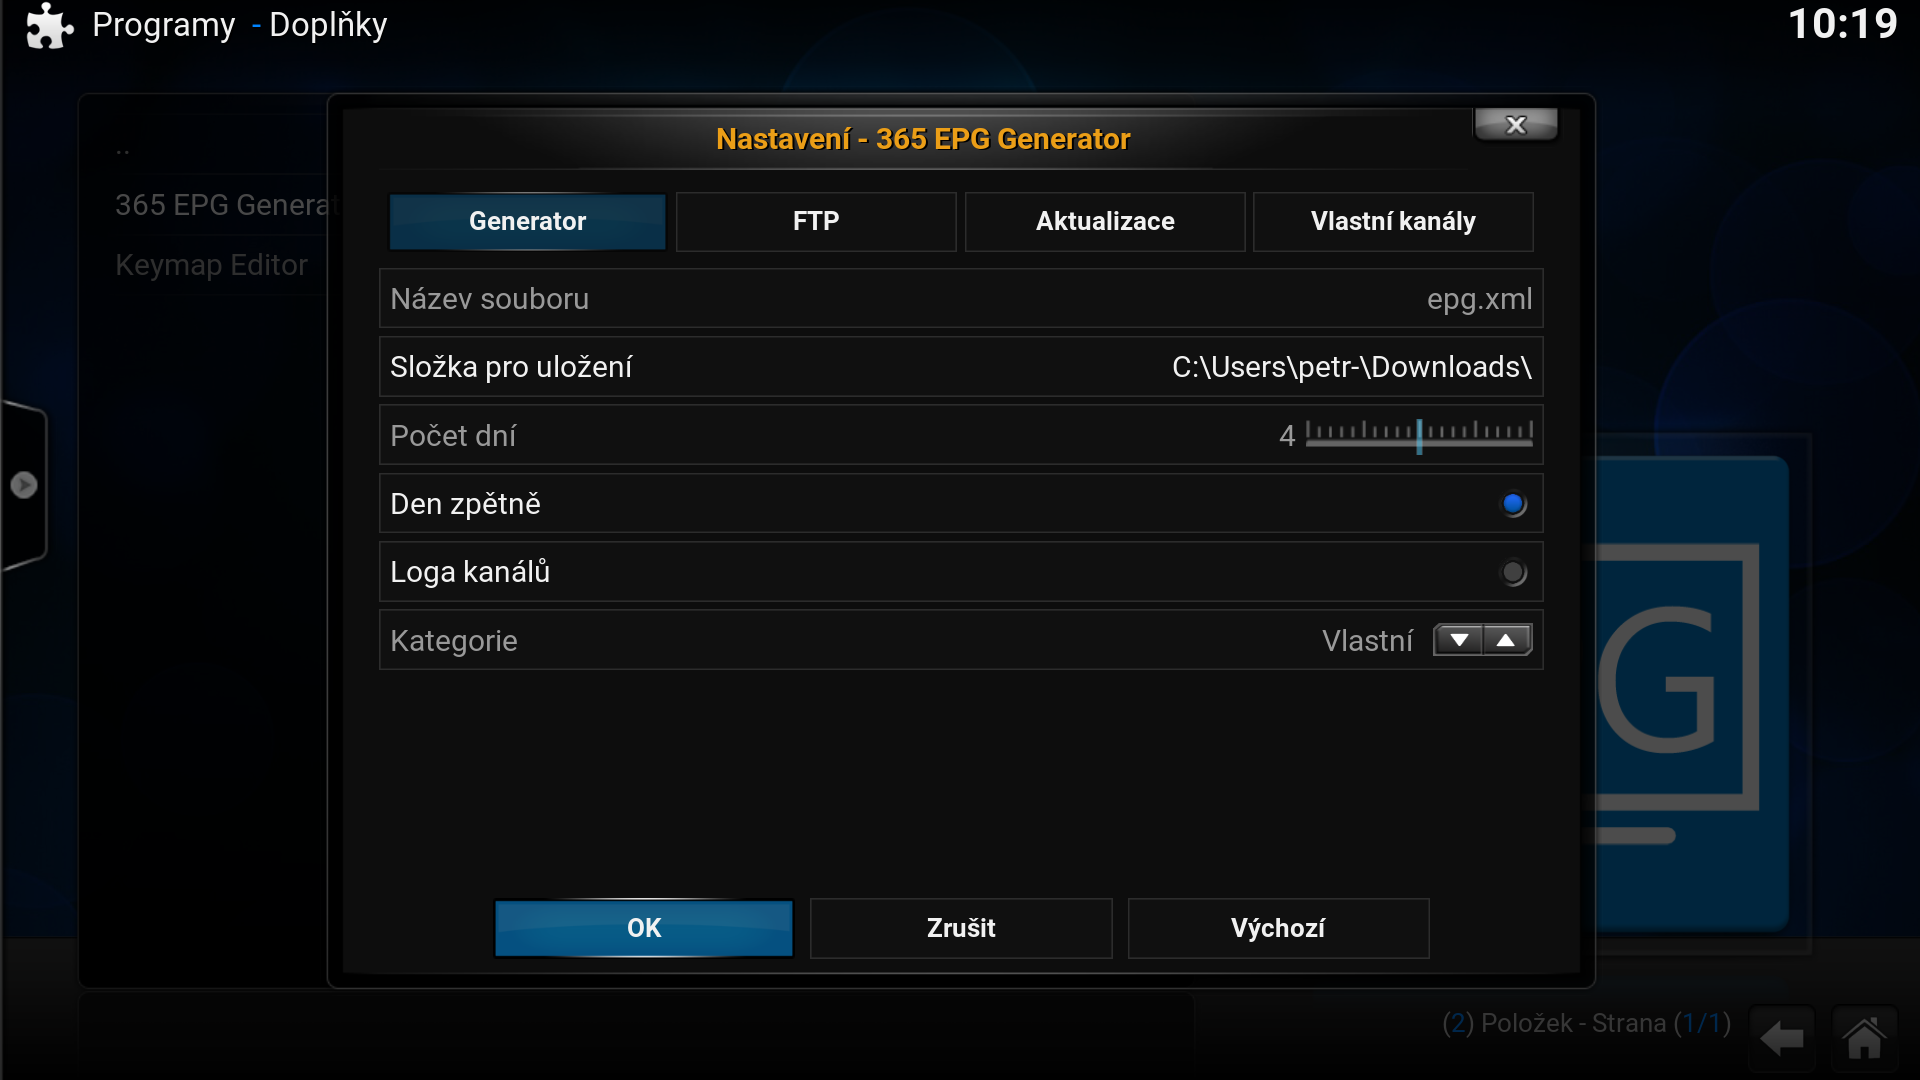 Programy - Doplňky
10:19
..
365 EPG Generat
Keymap Editor
Nastavení - 365 EPG Generator
x
Generator
FTP
Aktualizace
Vlastní kanály
Název souboru
epg.xml
Složka pro uložení
C:\Users\petr-\Downloads\
Počet dní
4
Den zpětně
Loga kanálů
Kategorie
Vlastní
G
OK
Zrušit
Výchozí
(2) Položek - Strana (1/1)